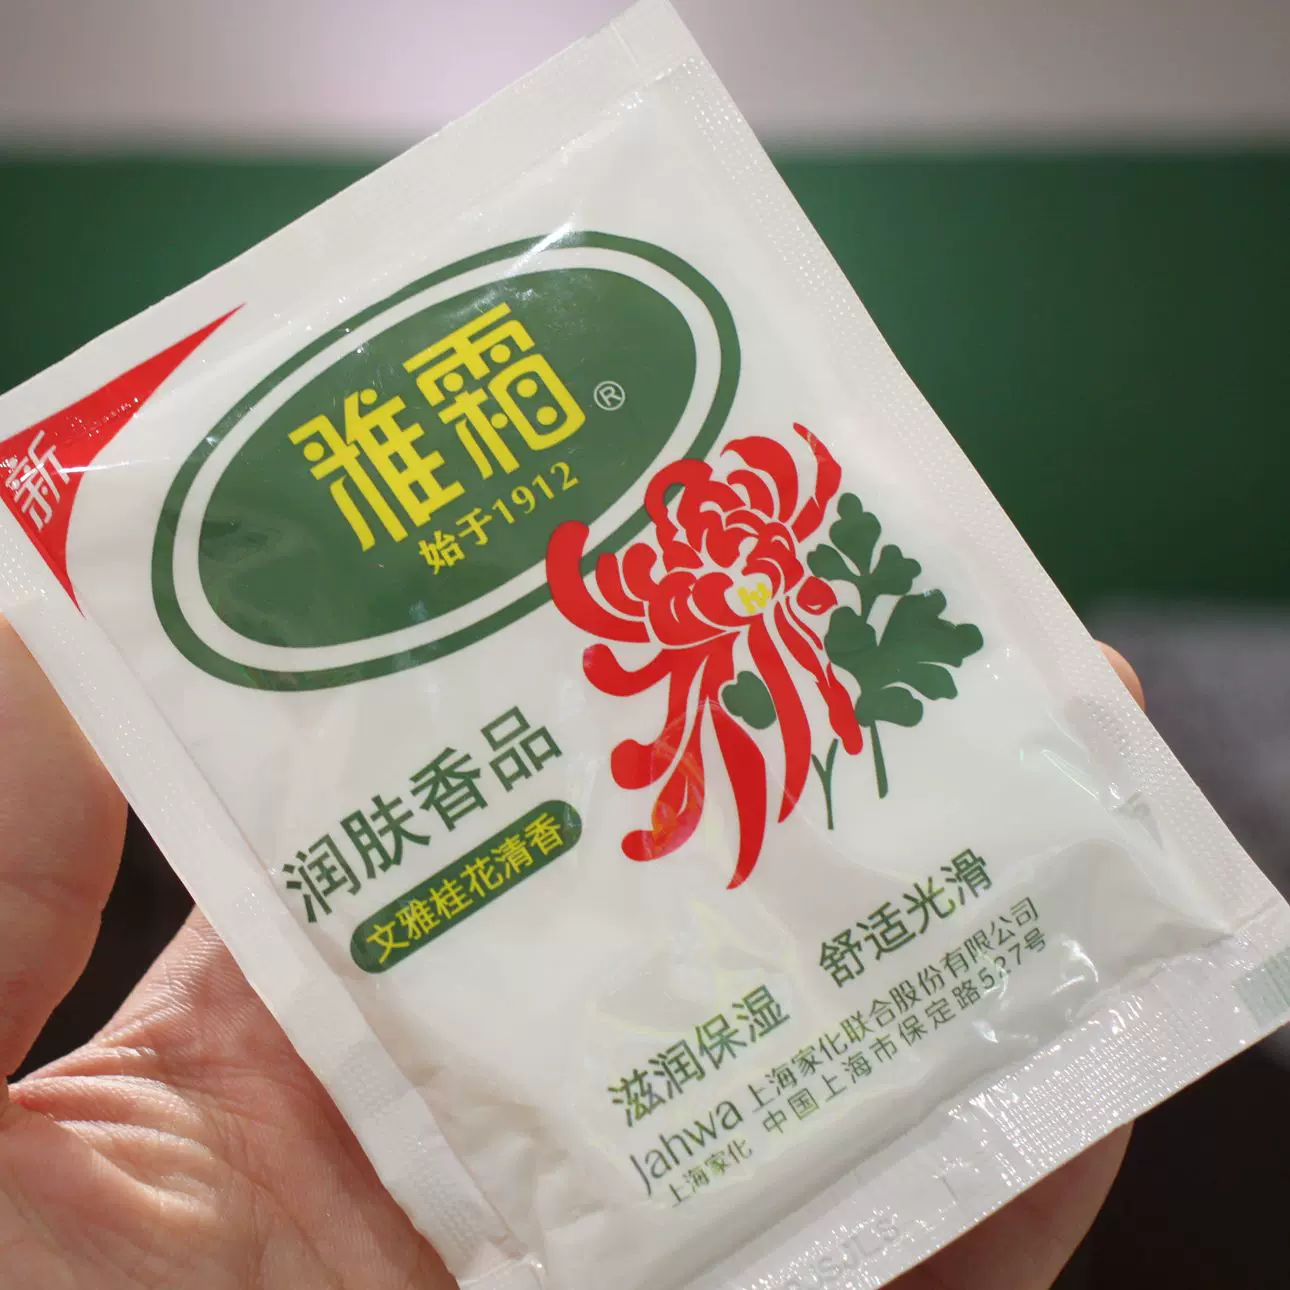 新
雅霜®
始于1912
润肤香品
文雅桂花清香
滋润保湿 舒适光滑
Jahwa 上海家化联合股份有限公司
上海家化 中国上海市保定路527号